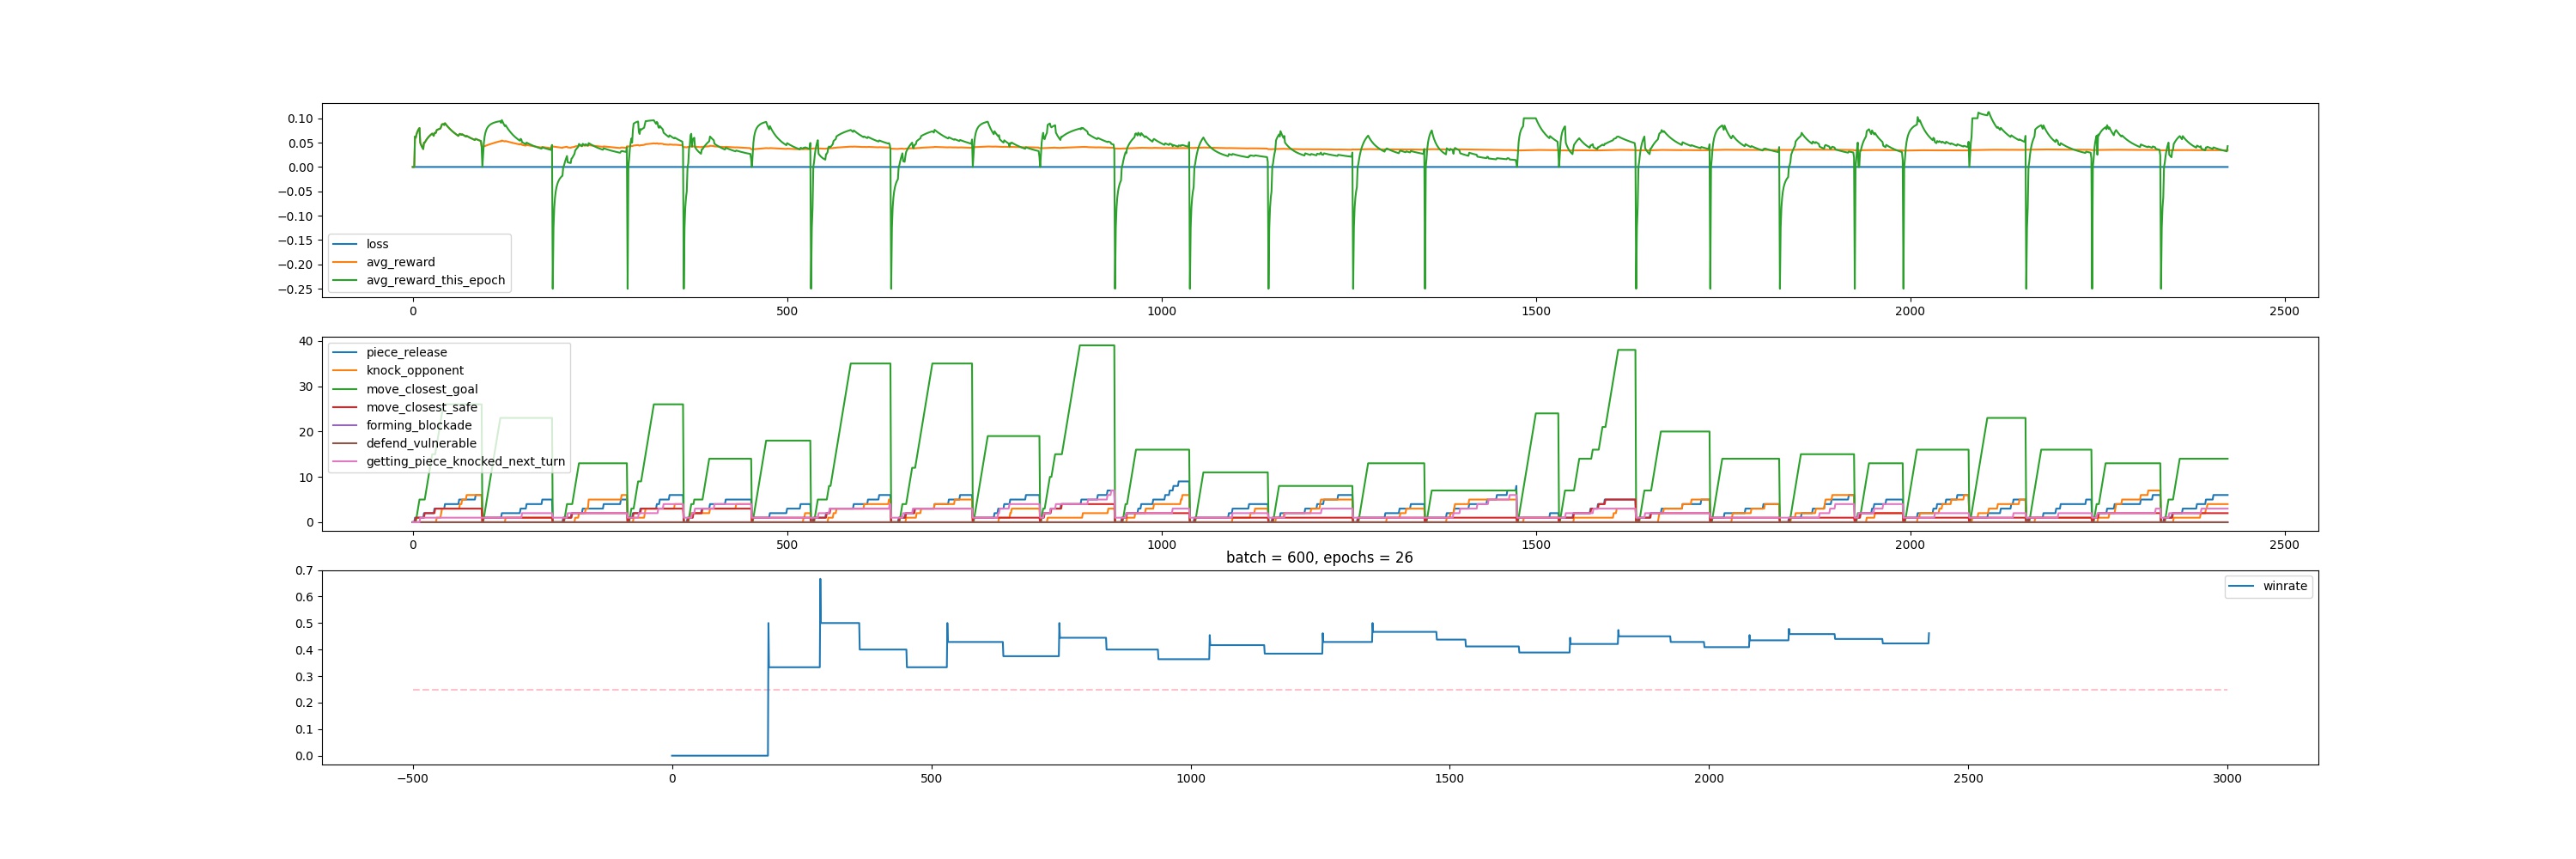 0.10
0.05
0.00
−0.05
−0.10
−0.15
−0.20
−0.25
loss
avg_reward
avg_reward_this_epoch
0 500 1000 1500 2000 2500
40
30
20
10
0
piece_release
knock_opponent
move_closest_goal
move_closest_safe
forming_blockade
defend_vulnerable
getting_piece_knocked_next_turn
0 500 1000 1500 2000 2500
batch = 600, epochs = 26
0.7
0.6
0.5
0.4
0.3
0.2
0.1
0.0
winrate
−500 0 500 1000 1500 2000 2500 3000